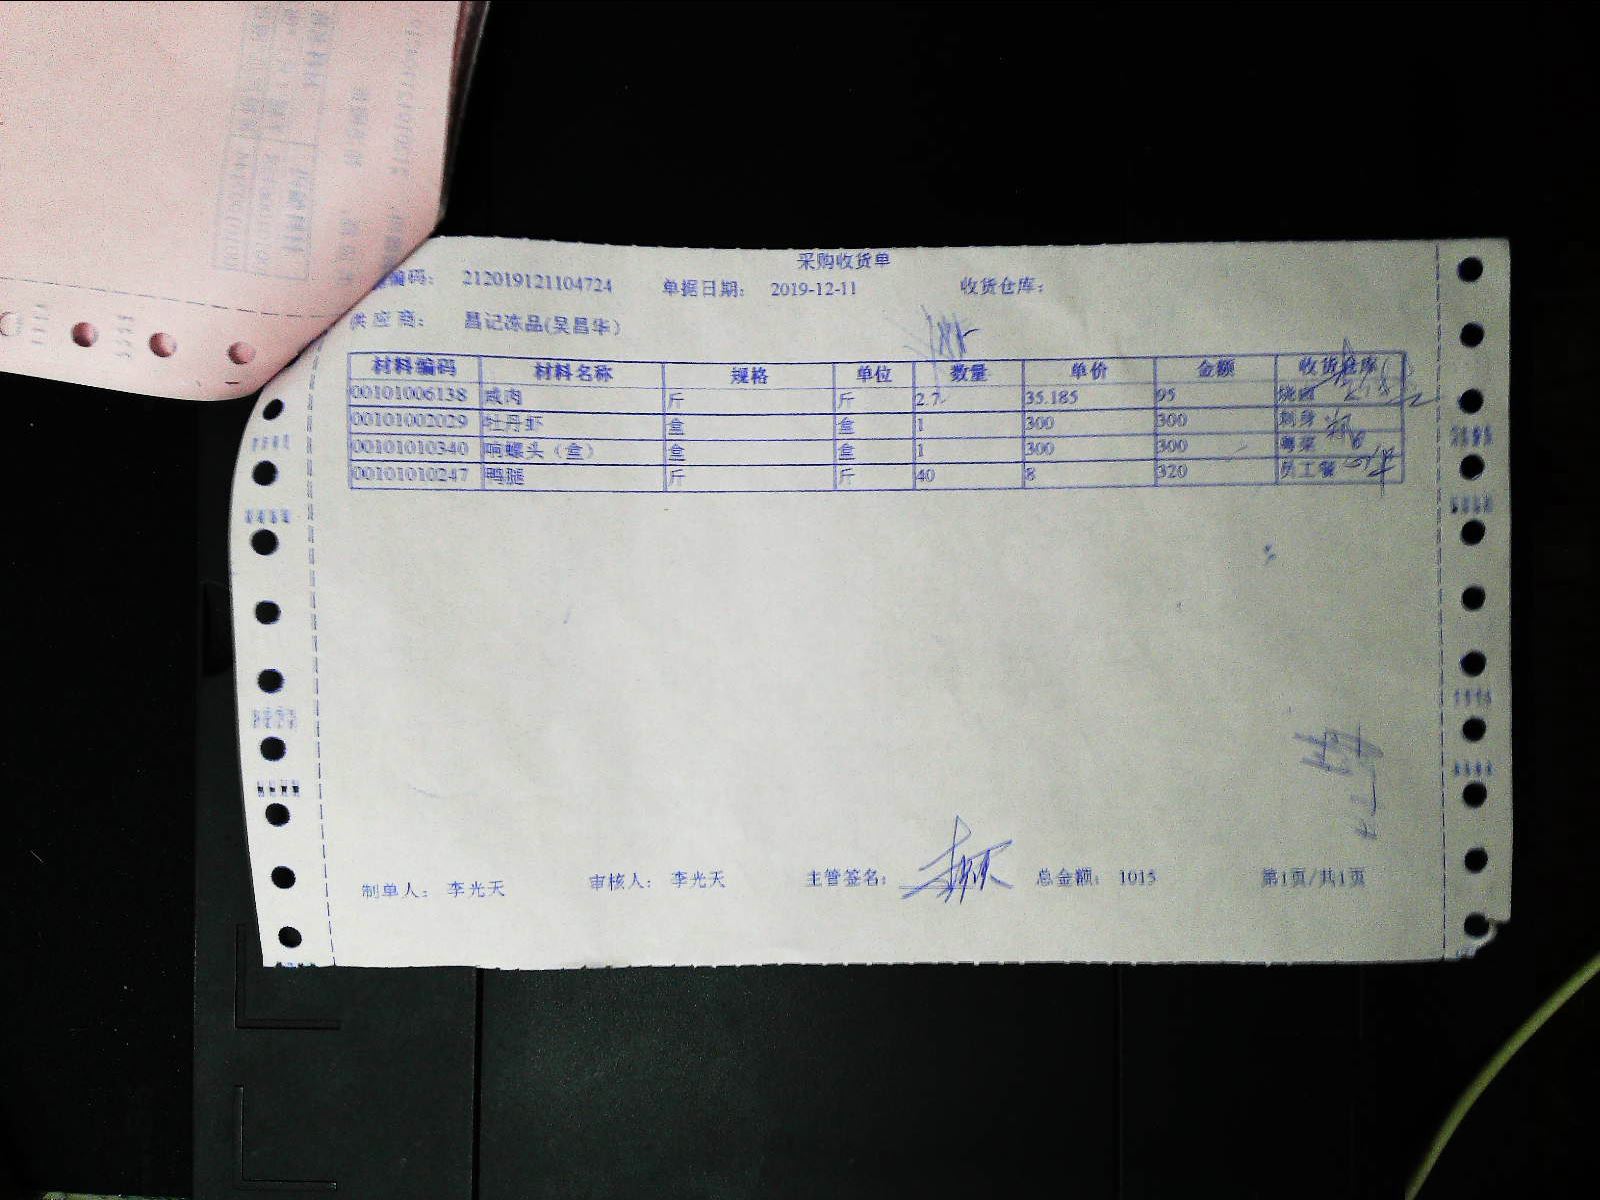 采购收货单
编码： 212019121104724 单据日期： 2019-12-11 收货仓库：
供应商： 昌记冻品(吴昌华)
材料编码 材料名称 规格 单位 数量 单价 金额 收货仓库
00101006138 咸肉 斤 斤 2.7 35.185 95 烧卤
00101002029 牡丹虾 盒 盒 1 300 300 刺身
00101010340 响螺头（盒） 盒 盒 1 300 300 粤菜
00101010247 鸭腿 斤 斤 40 8 320 员工餐
制单人： 李光天 审核人： 李光天 主管签名： 总金额： 1015 第1页/共1页